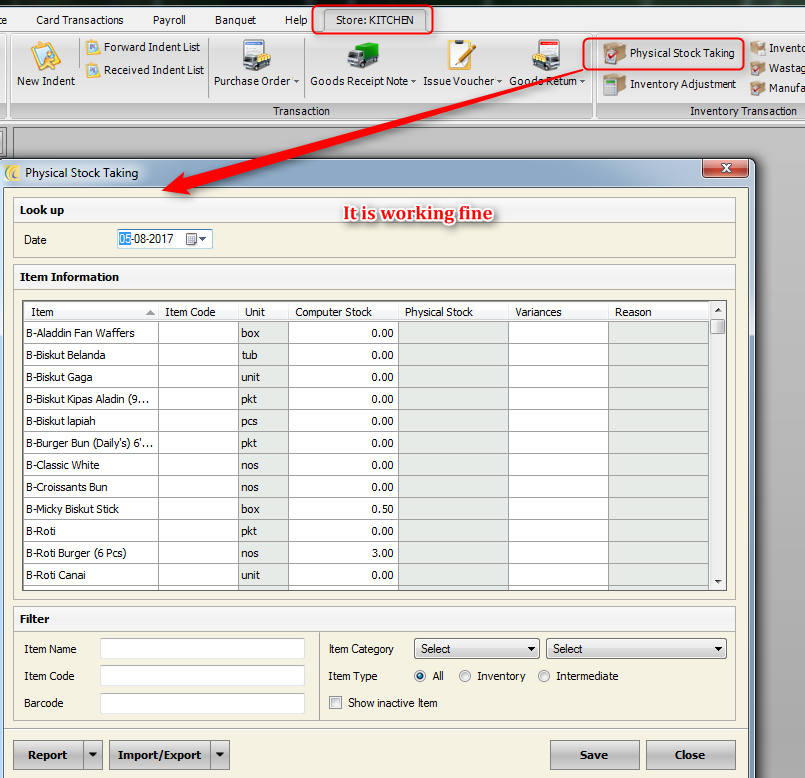 te Card Transactions Payroll Banquet Help Store: KITCHEN
Forward Indent List
Received Indent List
New Indent Purchase Order Goods Receipt Note Issue Voucher Goods Return
Physical Stock Taking
Invento
Inventory Adjustment
Wastag
Manufa
Transaction Inventory Transaction
Physical Stock Taking
Look up
It is working fine
Date 05-08-2017
Item Information
Item Item Code Unit Computer Stock Physical Stock Variances Reason
B-Aladdin Fan Waffers box 0.00
B-Biskut Belanda tub 0.00
B-Biskut Gaga unit 0.00
B-Biskut Kipas Aladin (9... pkt 0.00
B-Biskut lapiah pcs 0.00
B-Burger Bun (Daily's) 6'... pkt 0.00
B-Classic White nos 0.00
B-Croissants Bun nos 0.00
B-Micky Biskut Stick box 0.50
B-Roti pkt 0.00
B-Roti Burger (6 Pcs) nos 3.00
B-Roti Canai unit 0.00
Filter
Item Name Item Category Select Select
Item Code Item Type All Inventory Intermediate
Barcode Show inactive Item
Report Import/Export Save Close